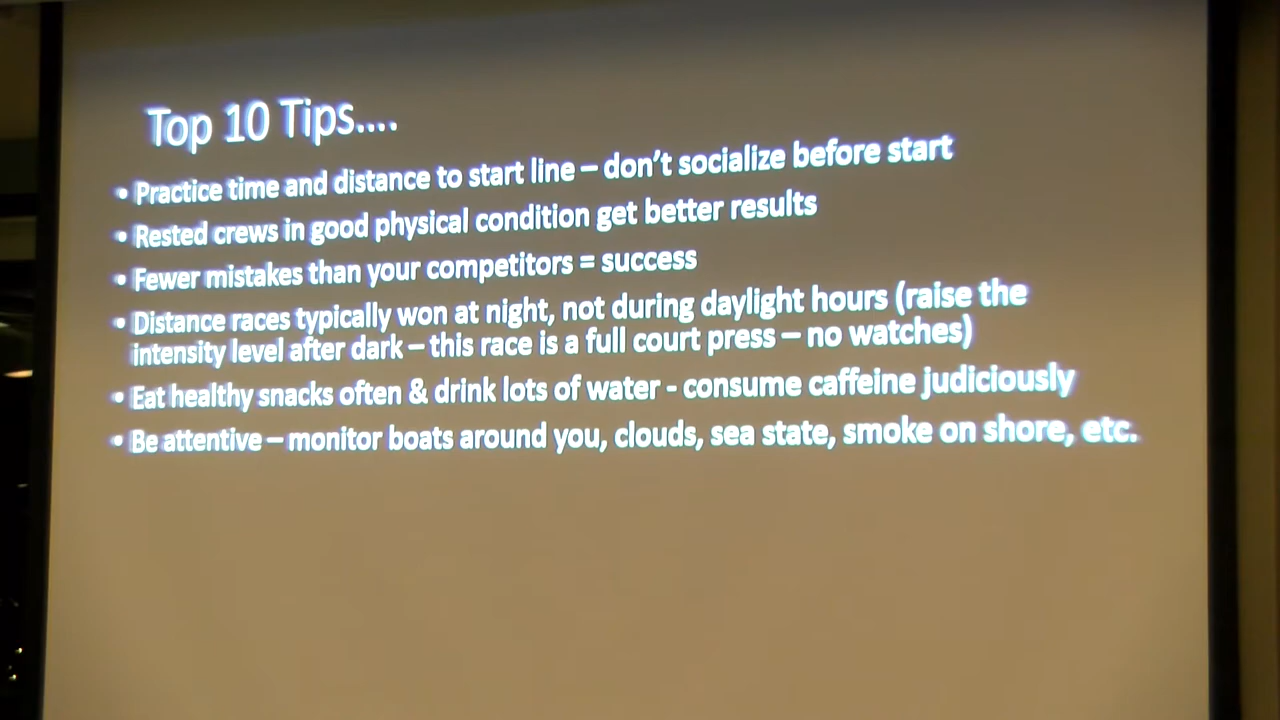 Top 10 Tips....
• Practice time and distance to start line – don't socialize before start
• Rested crews in good physical condition get better results
• Fewer mistakes than your competitors = success
• Distance races typically won at night, not during daylight hours (raise the
intensity level after dark – this race is a full court press – no watches)
• Eat healthy snacks often & drink lots of water - consume caffeine judiciously
• Be attentive – monitor boats around you, clouds, sea state, smoke on shore, etc.